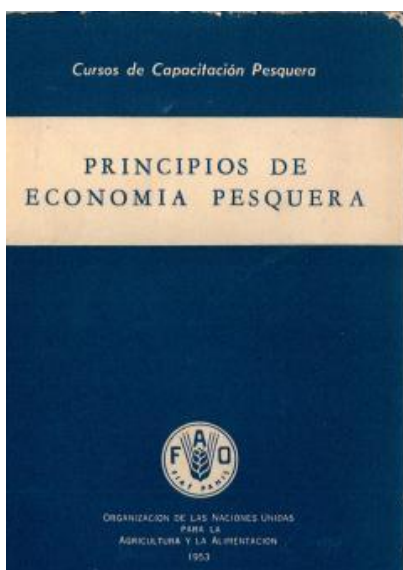 Cursos de Capacitación Pesquera
PRINCIPIOS DE
ECONOMIA PESQUERA
F A O
FIAT PANIS
ORGANIZACION DE LAS NACIONES UNIDAS
PARA LA
AGRICULTURA Y LA ALIMENTACION
1953